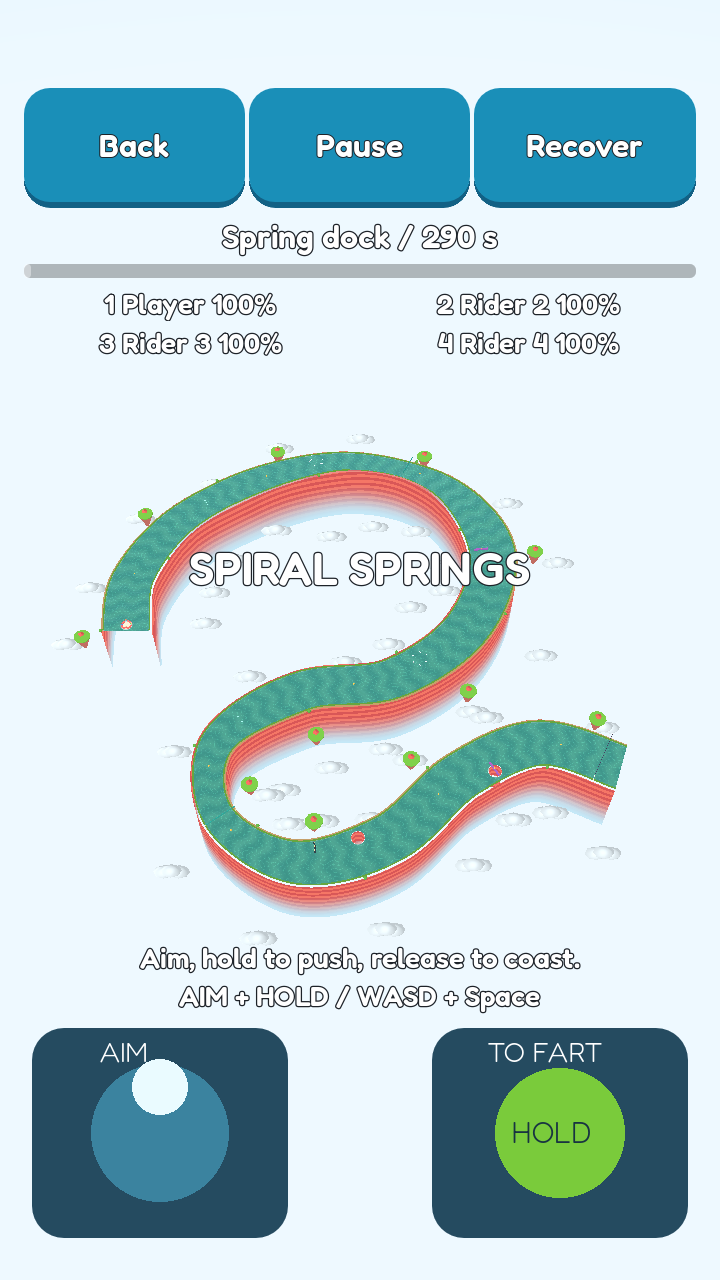 Back
Pause
Recover
Spring dock / 290 s
1 Player 100%
2 Rider 2 100%
3 Rider 3 100%
4 Rider 4 100%
SPIRAL SPRINGS
Aim, hold to push, release to coast.
AIM + HOLD / WASD + Space
AIM
TO FART
HOLD